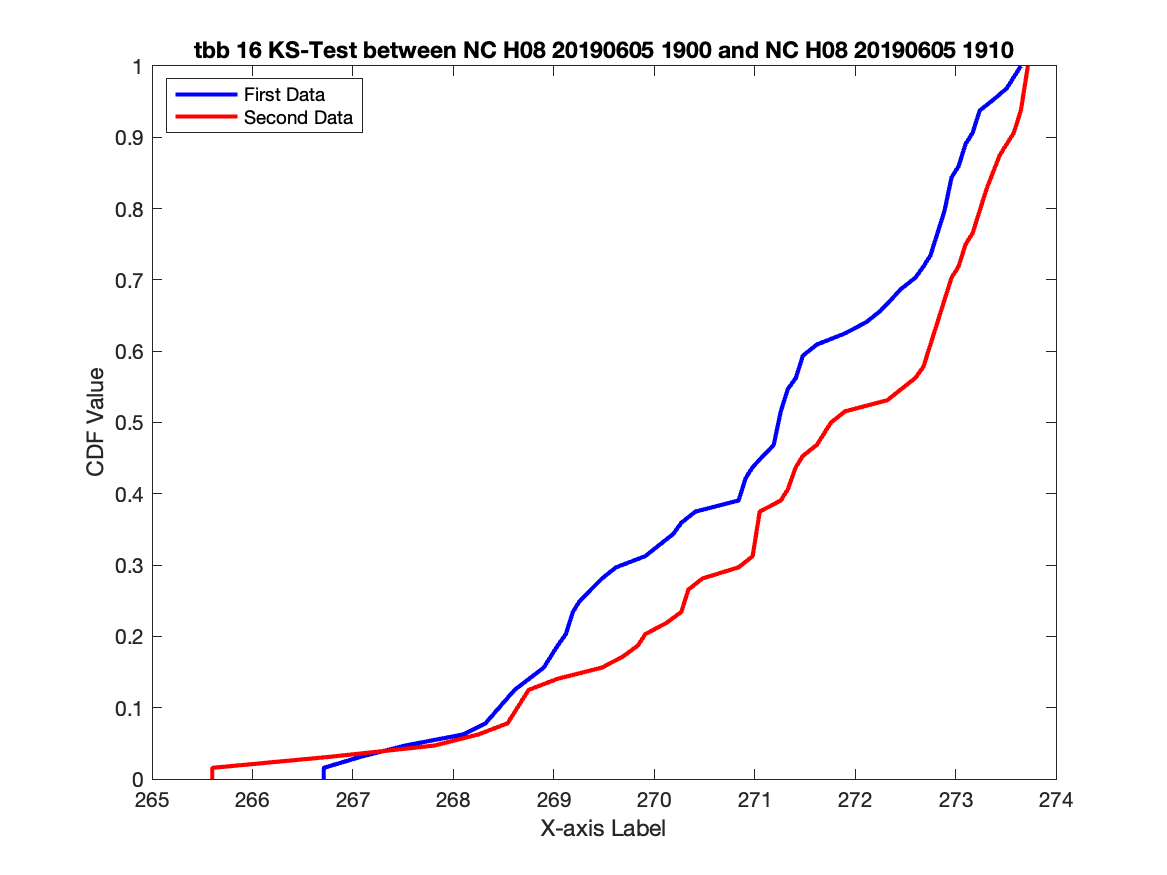 tbb 16 KS-Test between NC H08 20190605 1900 and NC H08 20190605 1910
First Data
Second Data
1
0.9
0.8
0.7
0.6
0.5
0.4
0.3
0.2
0.1
0
CDF Value
265 266 267 268 269 270 271 272 273 274
X-axis Label